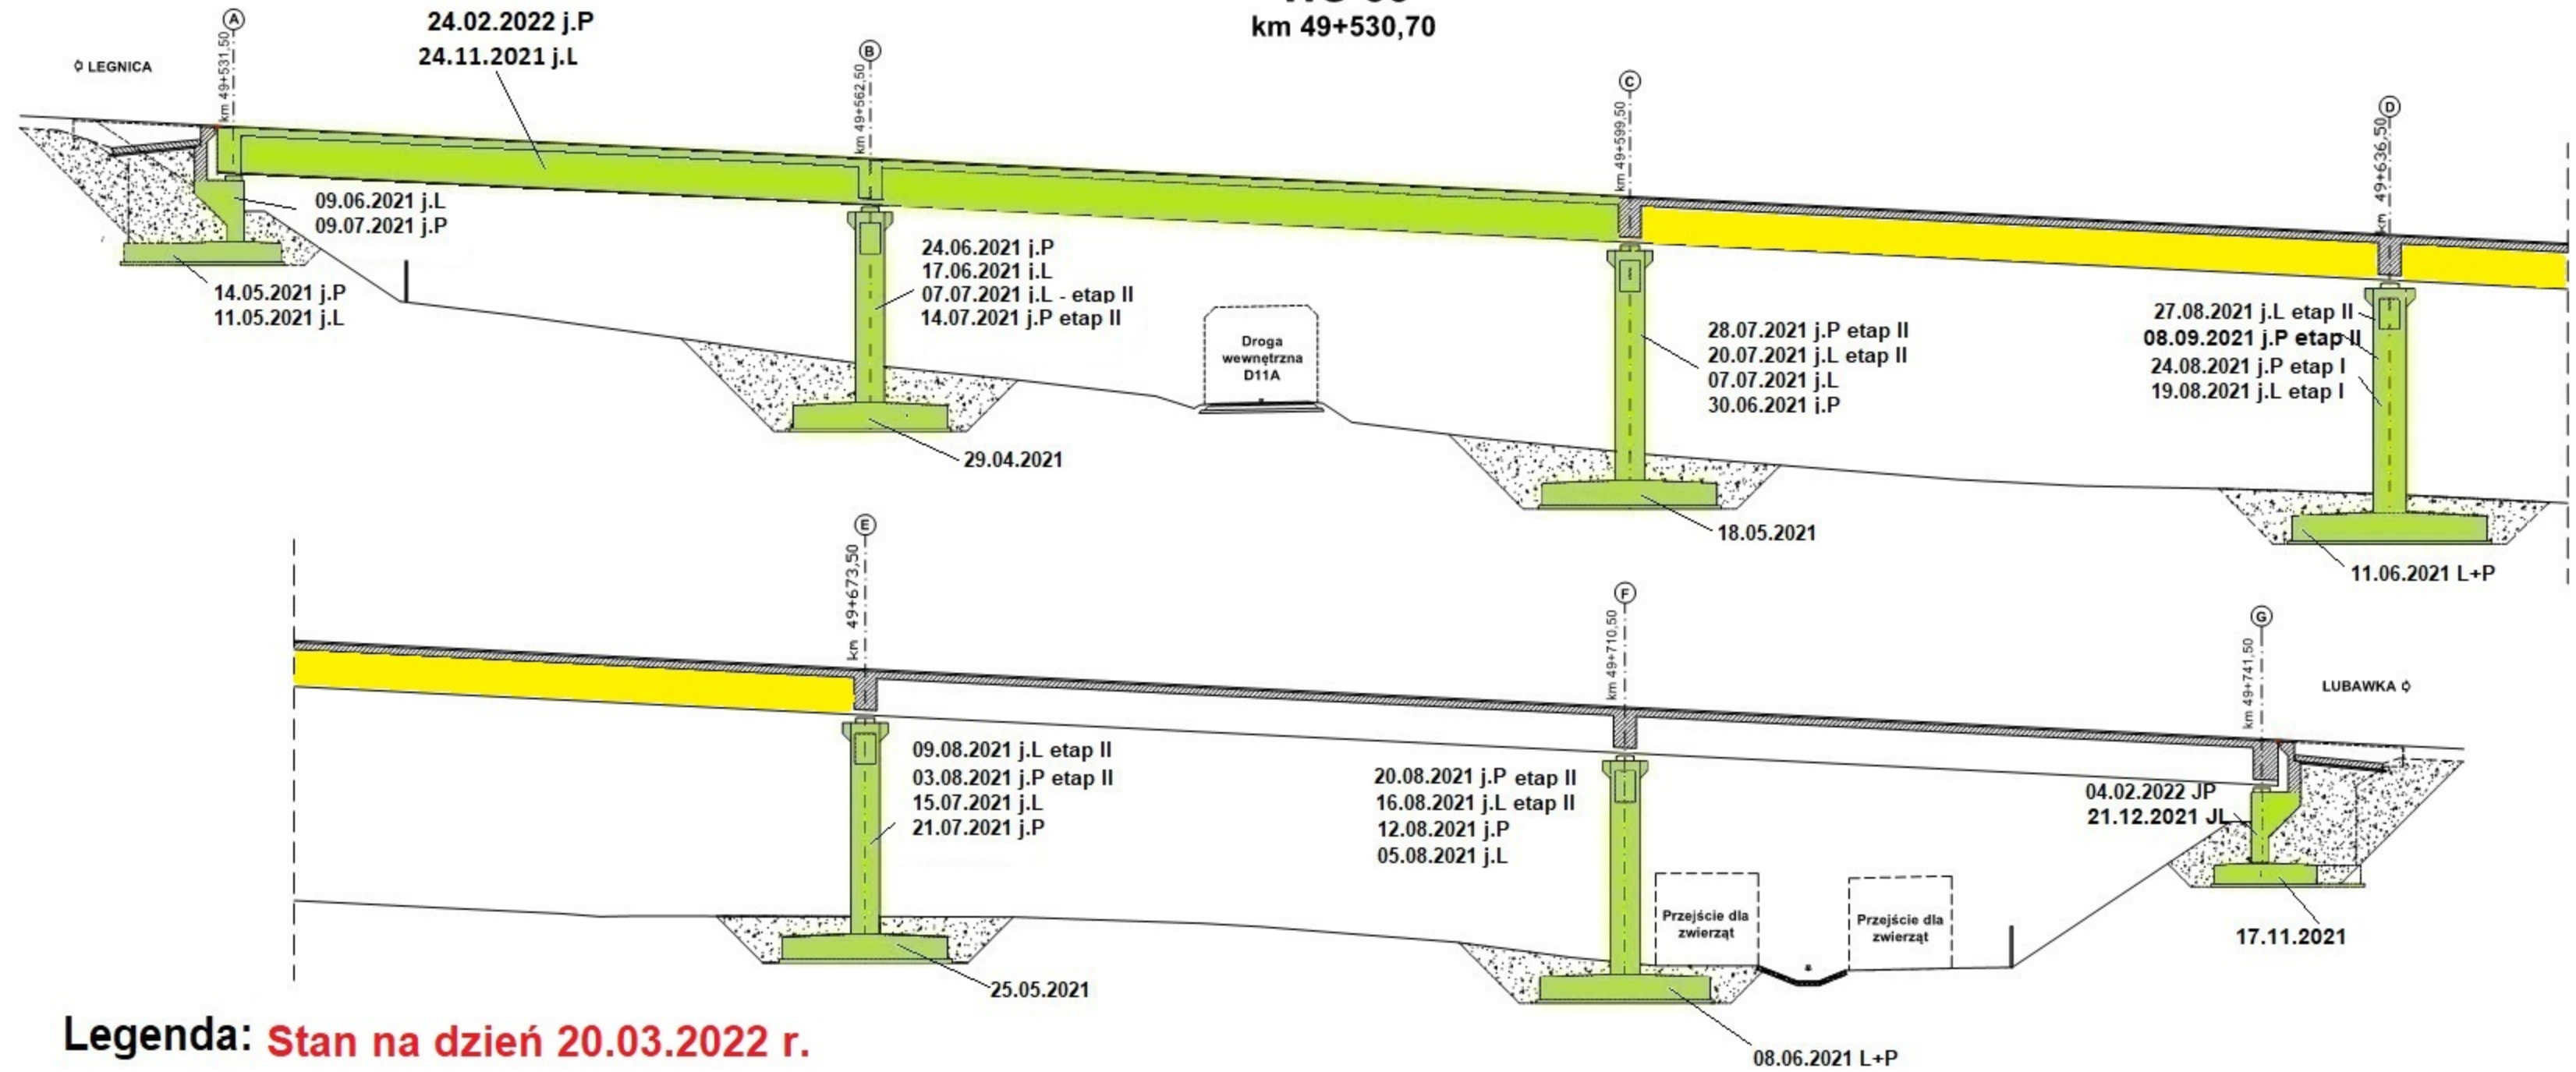 km 49+530,70
A
km 49+531,50
LEGNICA
24.02.2022 j.P
24.11.2021 j.L
B
km 49+562,50
C
km 49+599,50
D
km 49+636,50
09.06.2021 j.L
09.07.2021 j.P
14.05.2021 j.P
11.05.2021 j.L
24.06.2021 j.P
17.06.2021 j.L
07.07.2021 j.L - etap II
14.07.2021 j.P etap II
29.04.2021
Droga
wewnętrzna
D11A
28.07.2021 j.P etap II
20.07.2021 j.L etap II
07.07.2021 j.L
30.06.2021 j.P
18.05.2021
27.08.2021 j.L etap II
08.09.2021 j.P etap II
24.08.2021 j.P etap I
19.08.2021 j.L etap I
11.06.2021 L+P
E
km 49+673,50
F
km 49+710,50
G
km 49+741,50
LUBAWKA
09.08.2021 j.L etap II
03.08.2021 j.P etap II
15.07.2021 j.L
21.07.2021 j.P
25.05.2021
20.08.2021 j.P etap II
16.08.2021 j.L etap II
12.08.2021 j.P
05.08.2021 j.L
Przejście dla
zwierząt
Przejście dla
zwierząt
08.06.2021 L+P
04.02.2022 JP
21.12.2021 JL
17.11.2021
Legenda: Stan na dzień 20.03.2022 r.